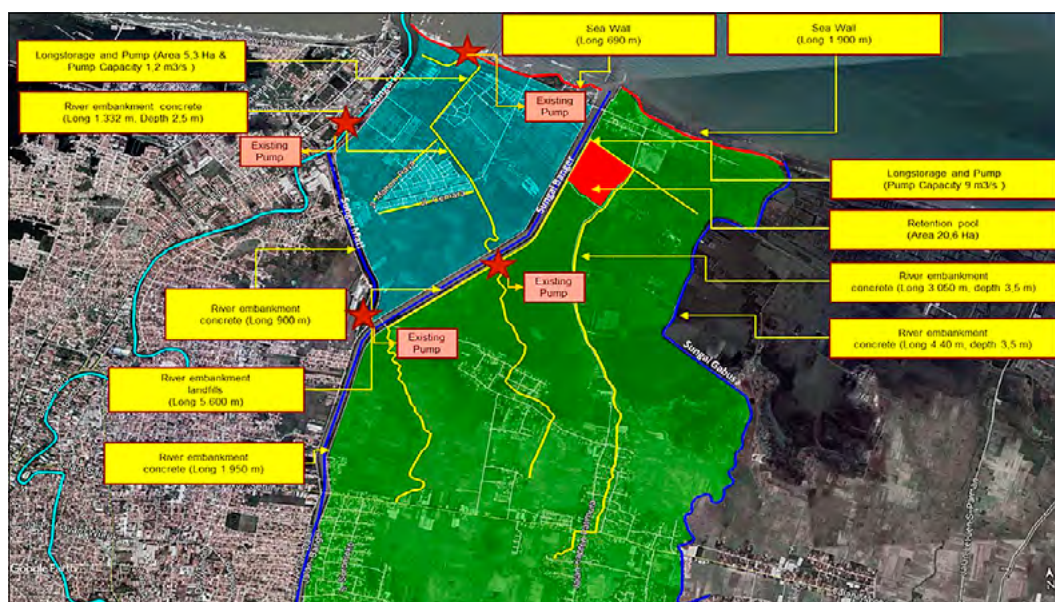 Sea Wall
(Long 690 m)
Sea Wall
(Long 1.900 m)
Longstorage and Pump (Area 5,3 Ha &
Pump Capacity 1,2 m3/s )
River embankment concrete
(Long 1.332 m, Depth 2,5 m)
Existing
Pump
Existing
Pump
Sungai
Sungai Banger
Longstorage and Pump
(Pump Capacity 9 m3/s )
Retention pool
(Area 20,6 Ha)
River embankment
concrete (Long 3.050 m, depth 3,5 m)
River embankment
concrete (Long 4.40 m, depth 3,5 m)
Existing
Pump
River embankment
concrete (Long 900 m)
Existing
Pump
Sungai Gabus
River embankment
landfills
(Long 5.600 m)
River embankment
concrete (Long 1.950 m)
Google Earth